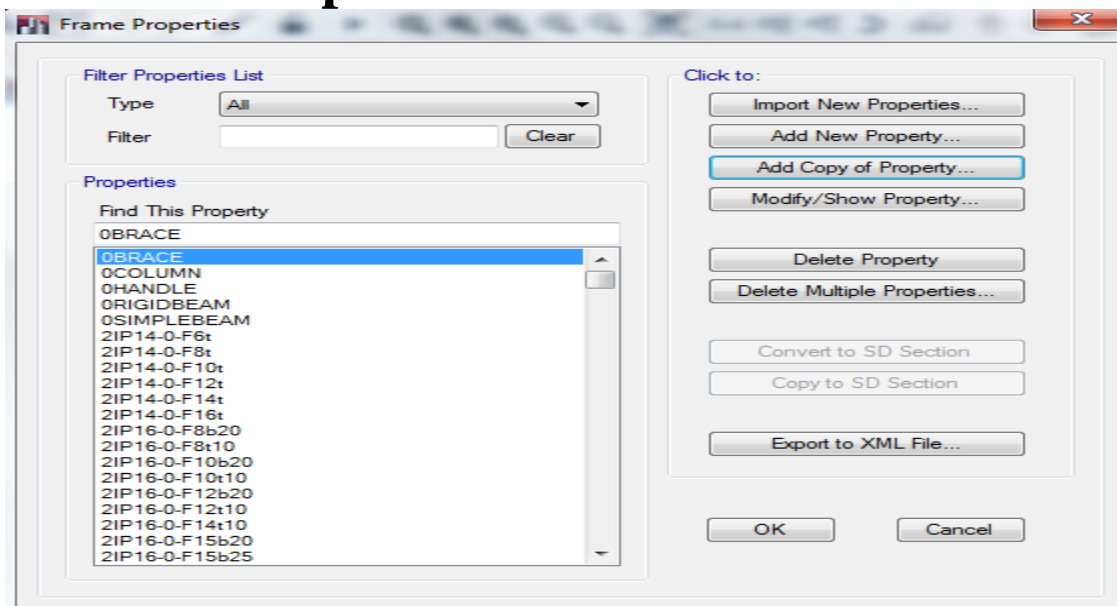 Frame Properties
Filter Properties List
Type All
Filter Clear
Properties
Find This Property
0BRACE
0BRACE
0COLUMN
0HANDLE
0RIGIDBEAM
0SIMPLEBEAM
2IP14-0-F6t
2IP14-0-F8t
2IP14-0-F10t
2IP14-0-F12t
2IP14-0-F14t
2IP14-0-F16t
2IP16-0-F8b20
2IP16-0-F8t10
2IP16-0-F10b20
2IP16-0-F10t10
2IP16-0-F12b20
2IP16-0-F12t10
2IP16-0-F14t10
2IP16-0-F15b20
2IP16-0-F15b25
Click to:
Import New Properties...
Add New Property...
Add Copy of Property...
Modify/Show Property...
Delete Property
Delete Multiple Properties...
Convert to SD Section
Copy to SD Section
Export to XML File...
OK Cancel